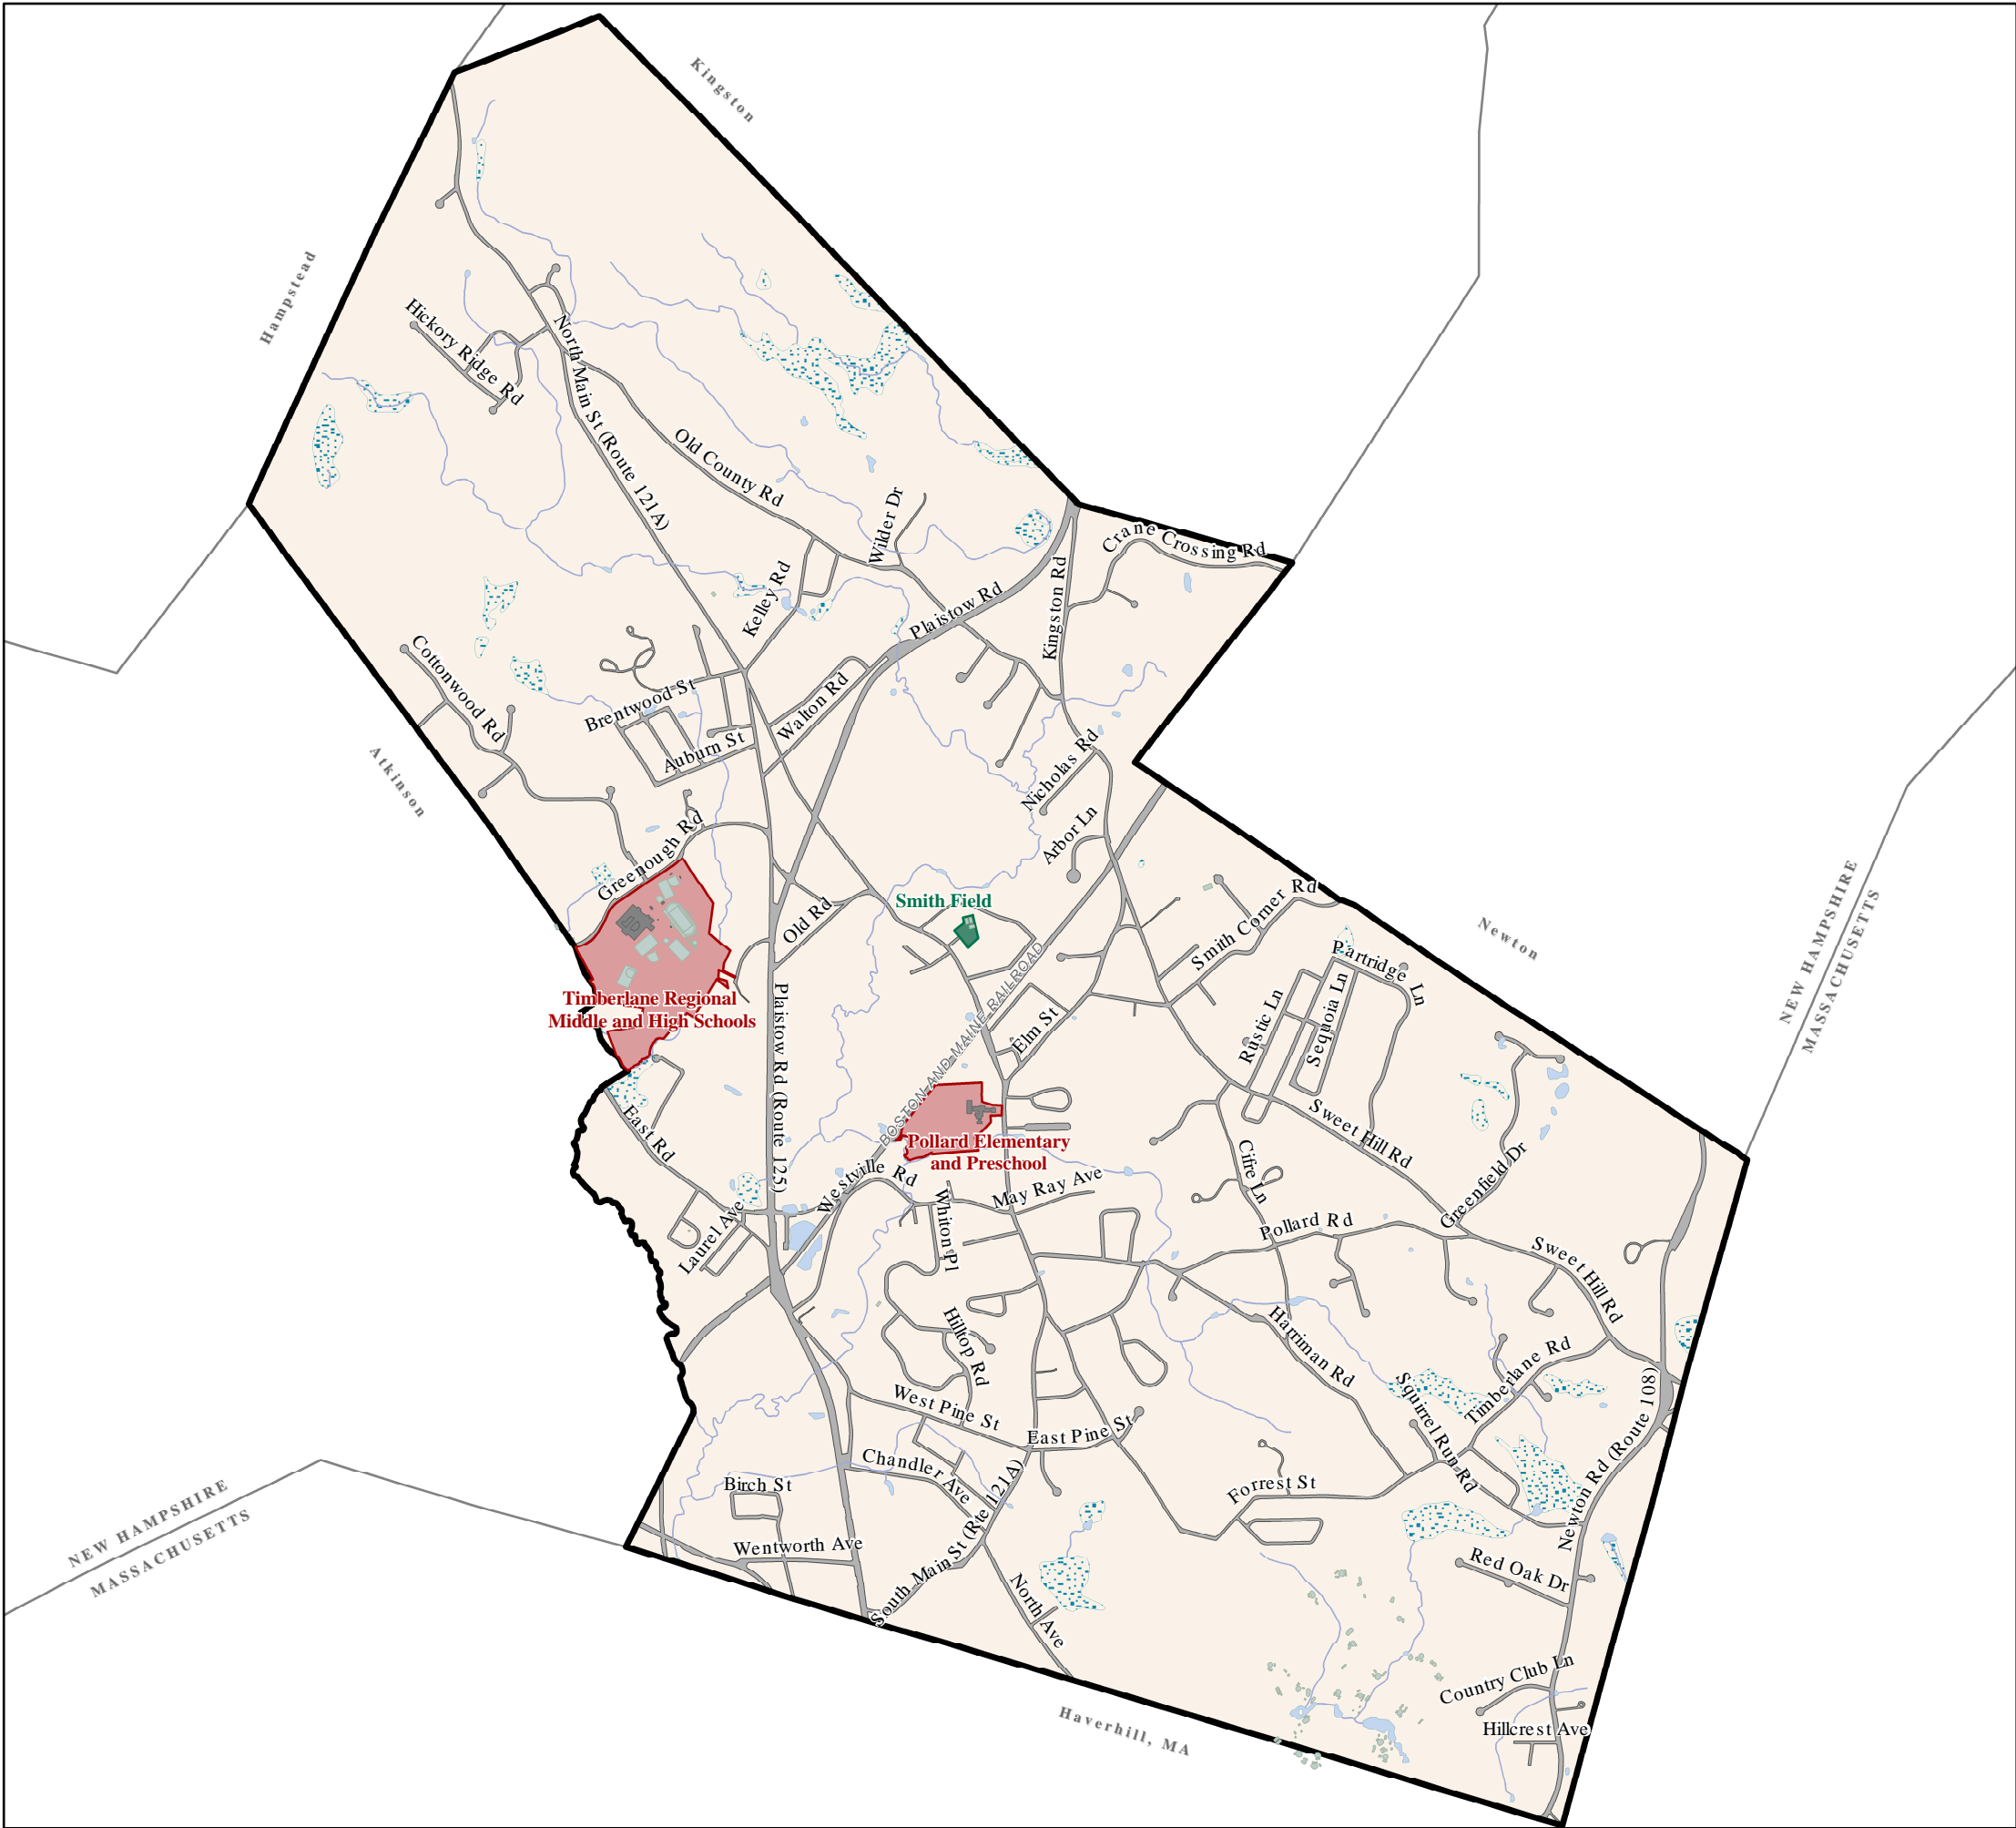 Kingston
Hampstead
Hickory Ridge Rd
North Main St (Route 121A)
Old County Rd
Wilder Dr
Crane Crossing Rd
Kelley Rd
Plaistow Rd
Kingston Rd
Cottonwood Rd
Brentwood St
Walton Rd
Auburn St
Nicholas Rd
Atkinson
Arbor Ln
Greenough Rd
Smith Field
Old Rd
Smith Corner Rd
Newton
NEW HAMPSHIRE
MASSACHUSETTS
Partridge Ln
Timberlane Regional
Middle and High Schools
Plaistow Rd (Route 125)
BOSTON AND MAINE RAILROAD
Elm St
Rustic Ln
Sequoia Ln
East Rd
Pollard Elementary
and Preschool
Sweet Hill Rd
Westville Rd
Whiton Pl
May Ray Ave
Cifre Ln
Greenfield Dr
Laurel Ave
Pollard Rd
Sweet Hill Rd
Hilltop Rd
Harriman Rd
Timberlane Rd
Squirrel Run Rd
West Pine St
East Pine St
Newton Rd (Route 108)
Chandler Ave
Birch St
Forrest St
NEW HAMPSHIRE
MASSACHUSETTS
Wentworth Ave
South Main St (Rte 121A)
North Ave
Red Oak Dr
Country Club Ln
Hillcrest Ave
Haverhill, MA